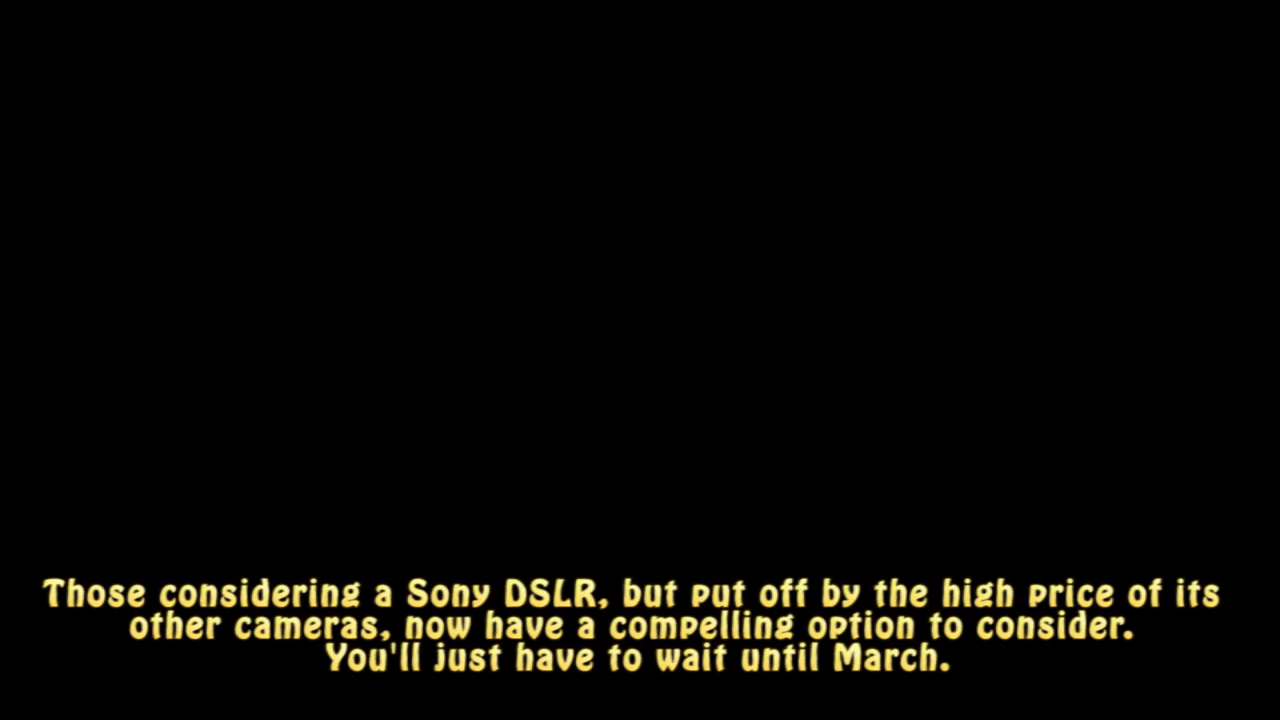 Those considering a Sony DSLR, but put off by the high price of its
other cameras, now have a compelling option to consider.
You'll just have to wait until March.